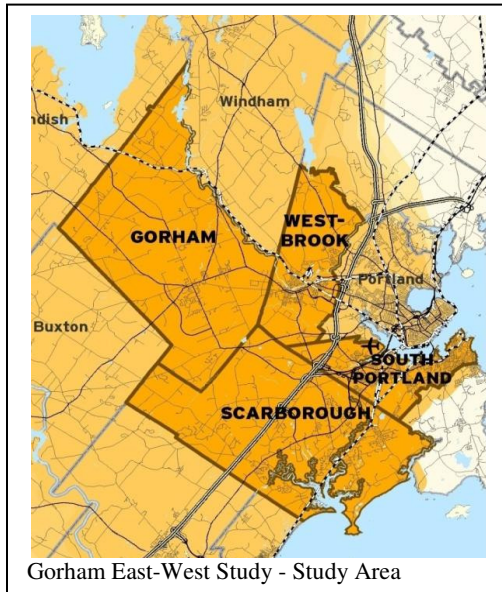 Windham
ndish
WEST-
BROOK
GORHAM
Portland
Buxton
SOUTH
PORTLAND
SCARBOROUGH
Gorham East-West Study - Study Area